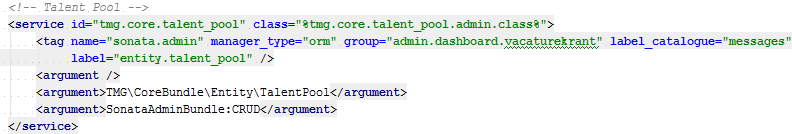 <!-- Talent Pool -->
<service id="tmg.core.talent_pool" class="%tmg.core.talent_pool.admin.class%">
<tag name="sonata.admin" manager_type="orm" group="admin.dashboard.vacaturekrant" label_catalogue="messages"
label="entity.talent_pool" />
<argument />
<argument>TMG\CoreBundle\Entity\TalentPool</argument>
<argument>SonataAdminBundle:CRUD</argument>
</service>